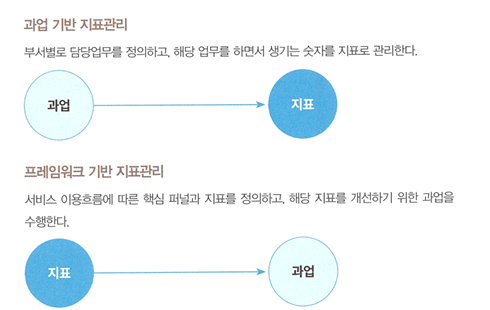 과업 기반 지표관리
부서별로 담당업무를 정의하고, 해당 업무를 하면서 생기는 숫자를 지표로 관리한다.
과업
지표
프레임워크 기반 지표관리
서비스 이용흐름에 따른 핵심 퍼널과 지표를 정의하고, 해당 지표를 개선하기 위한 과업을
수행한다.
지표
과업